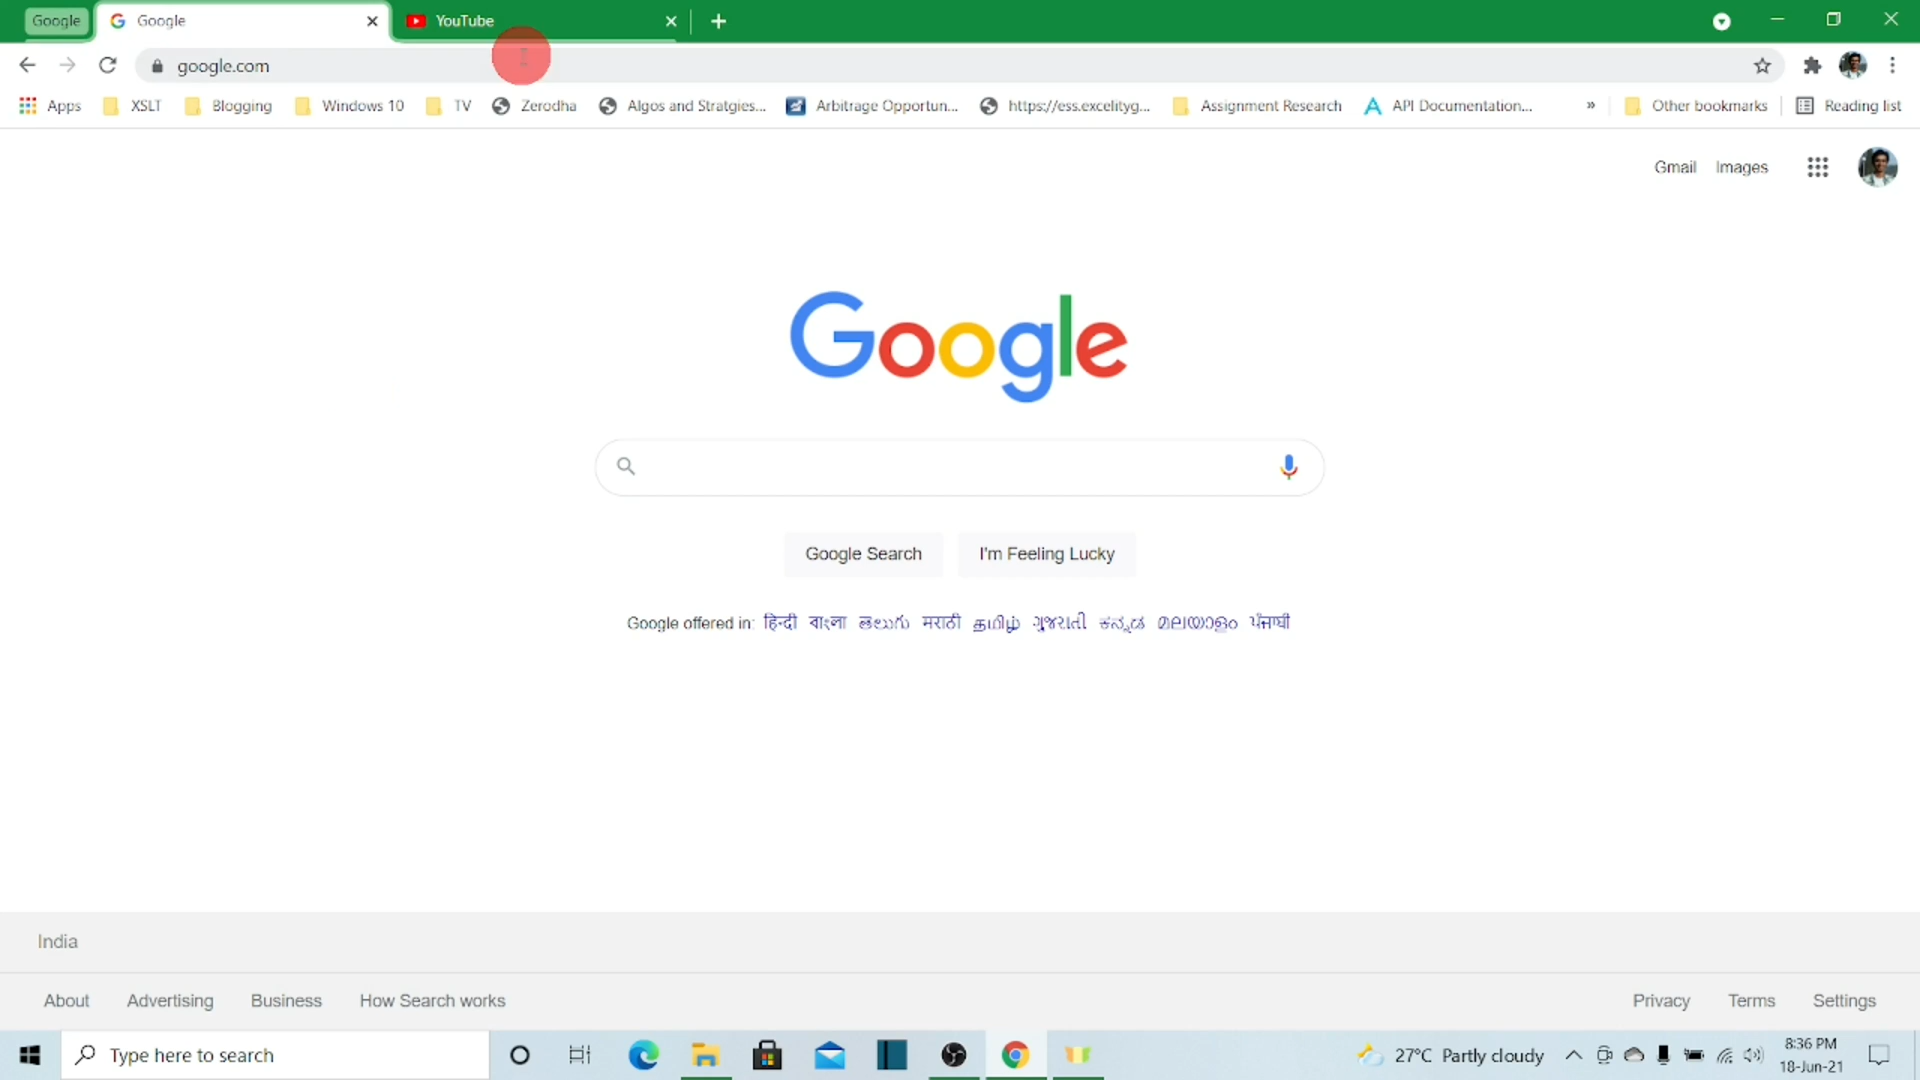 Google Google YouTube
google.com
Apps XSLT Blogging Windows 10 TV Zerodha Algos and Stratgies... Arbitrage Opportun... https://ess.excelityg... Assignment Research API Documentation... » Other bookmarks Reading list
Gmail Images
Google
Google Search I'm Feeling Lucky
Google offered in: हिन्दी বাংলা తెలుగు मराठी தமிழ் ગુજરાતી ಕನ್ನಡ മലയാളം ਪੰਜਾਬੀ
India
About Advertising Business How Search works Privacy Terms Settings
Type here to search 27°C Partly cloudy 8:36 PM
18-Jun-21